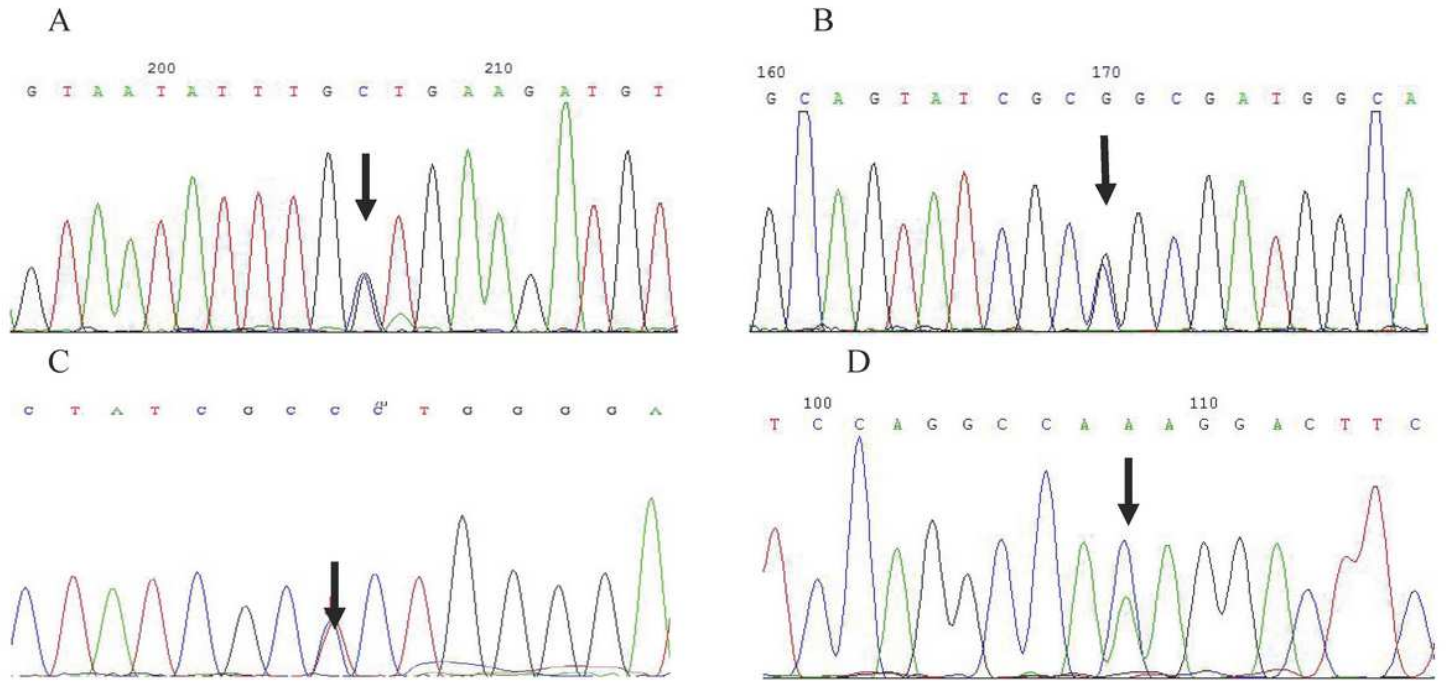 A
200 210
G T A A T A T T T G C T G A A G A T G T
B
160 170
G C A G T A T C G C G G C G A T G G C A
C
C T A T C G C C C T G G G G A
D
100 110
T C C A G G C C A A A G G A C T T C